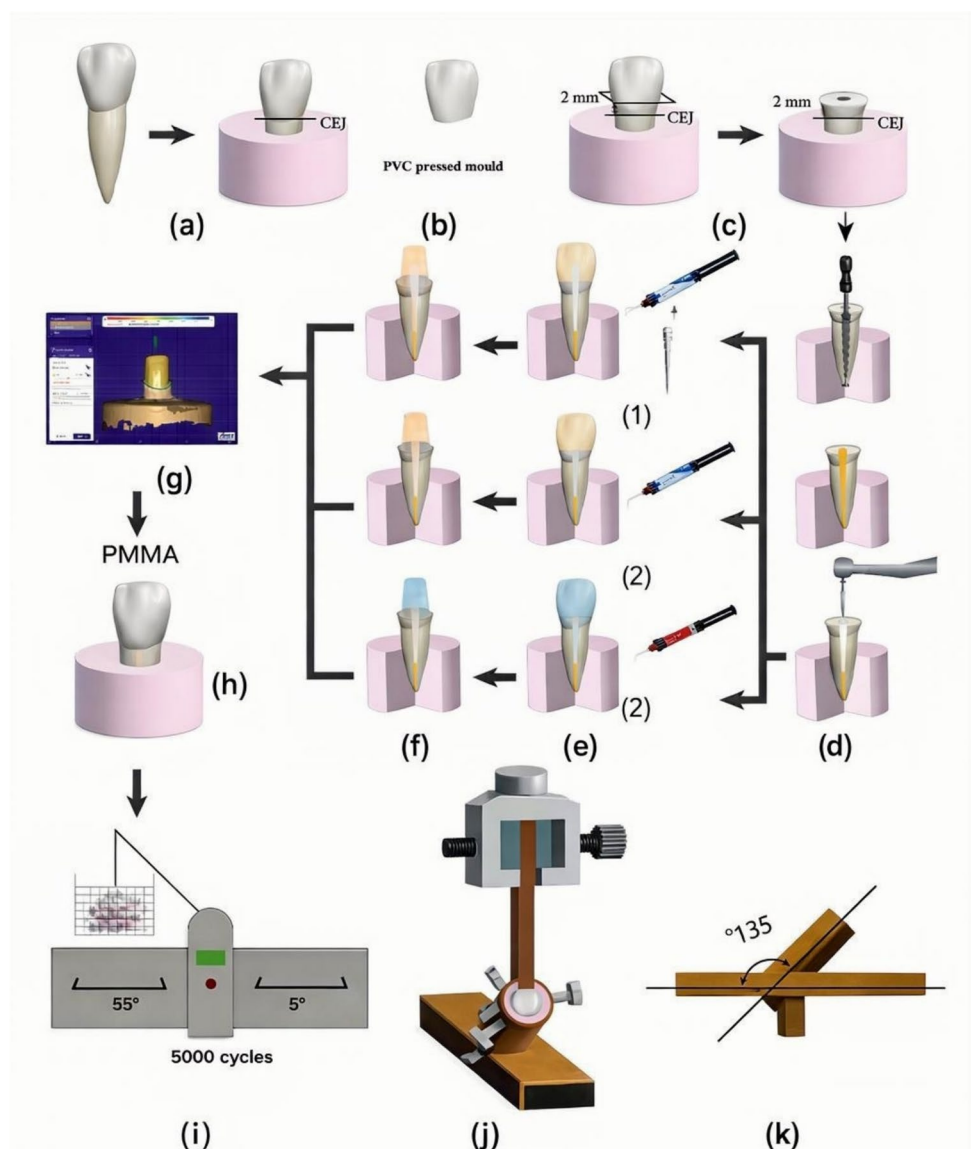 CEJ
(a)
PVC pressed mould
(b)
2 mm
CEJ
2 mm
CEJ
(c)
(1)
(2)
(2)
(d)
(e)
(f)
(g)
PMMA
(h)
55°
5°
5000 cycles
(i)
(j)
°135
(k)